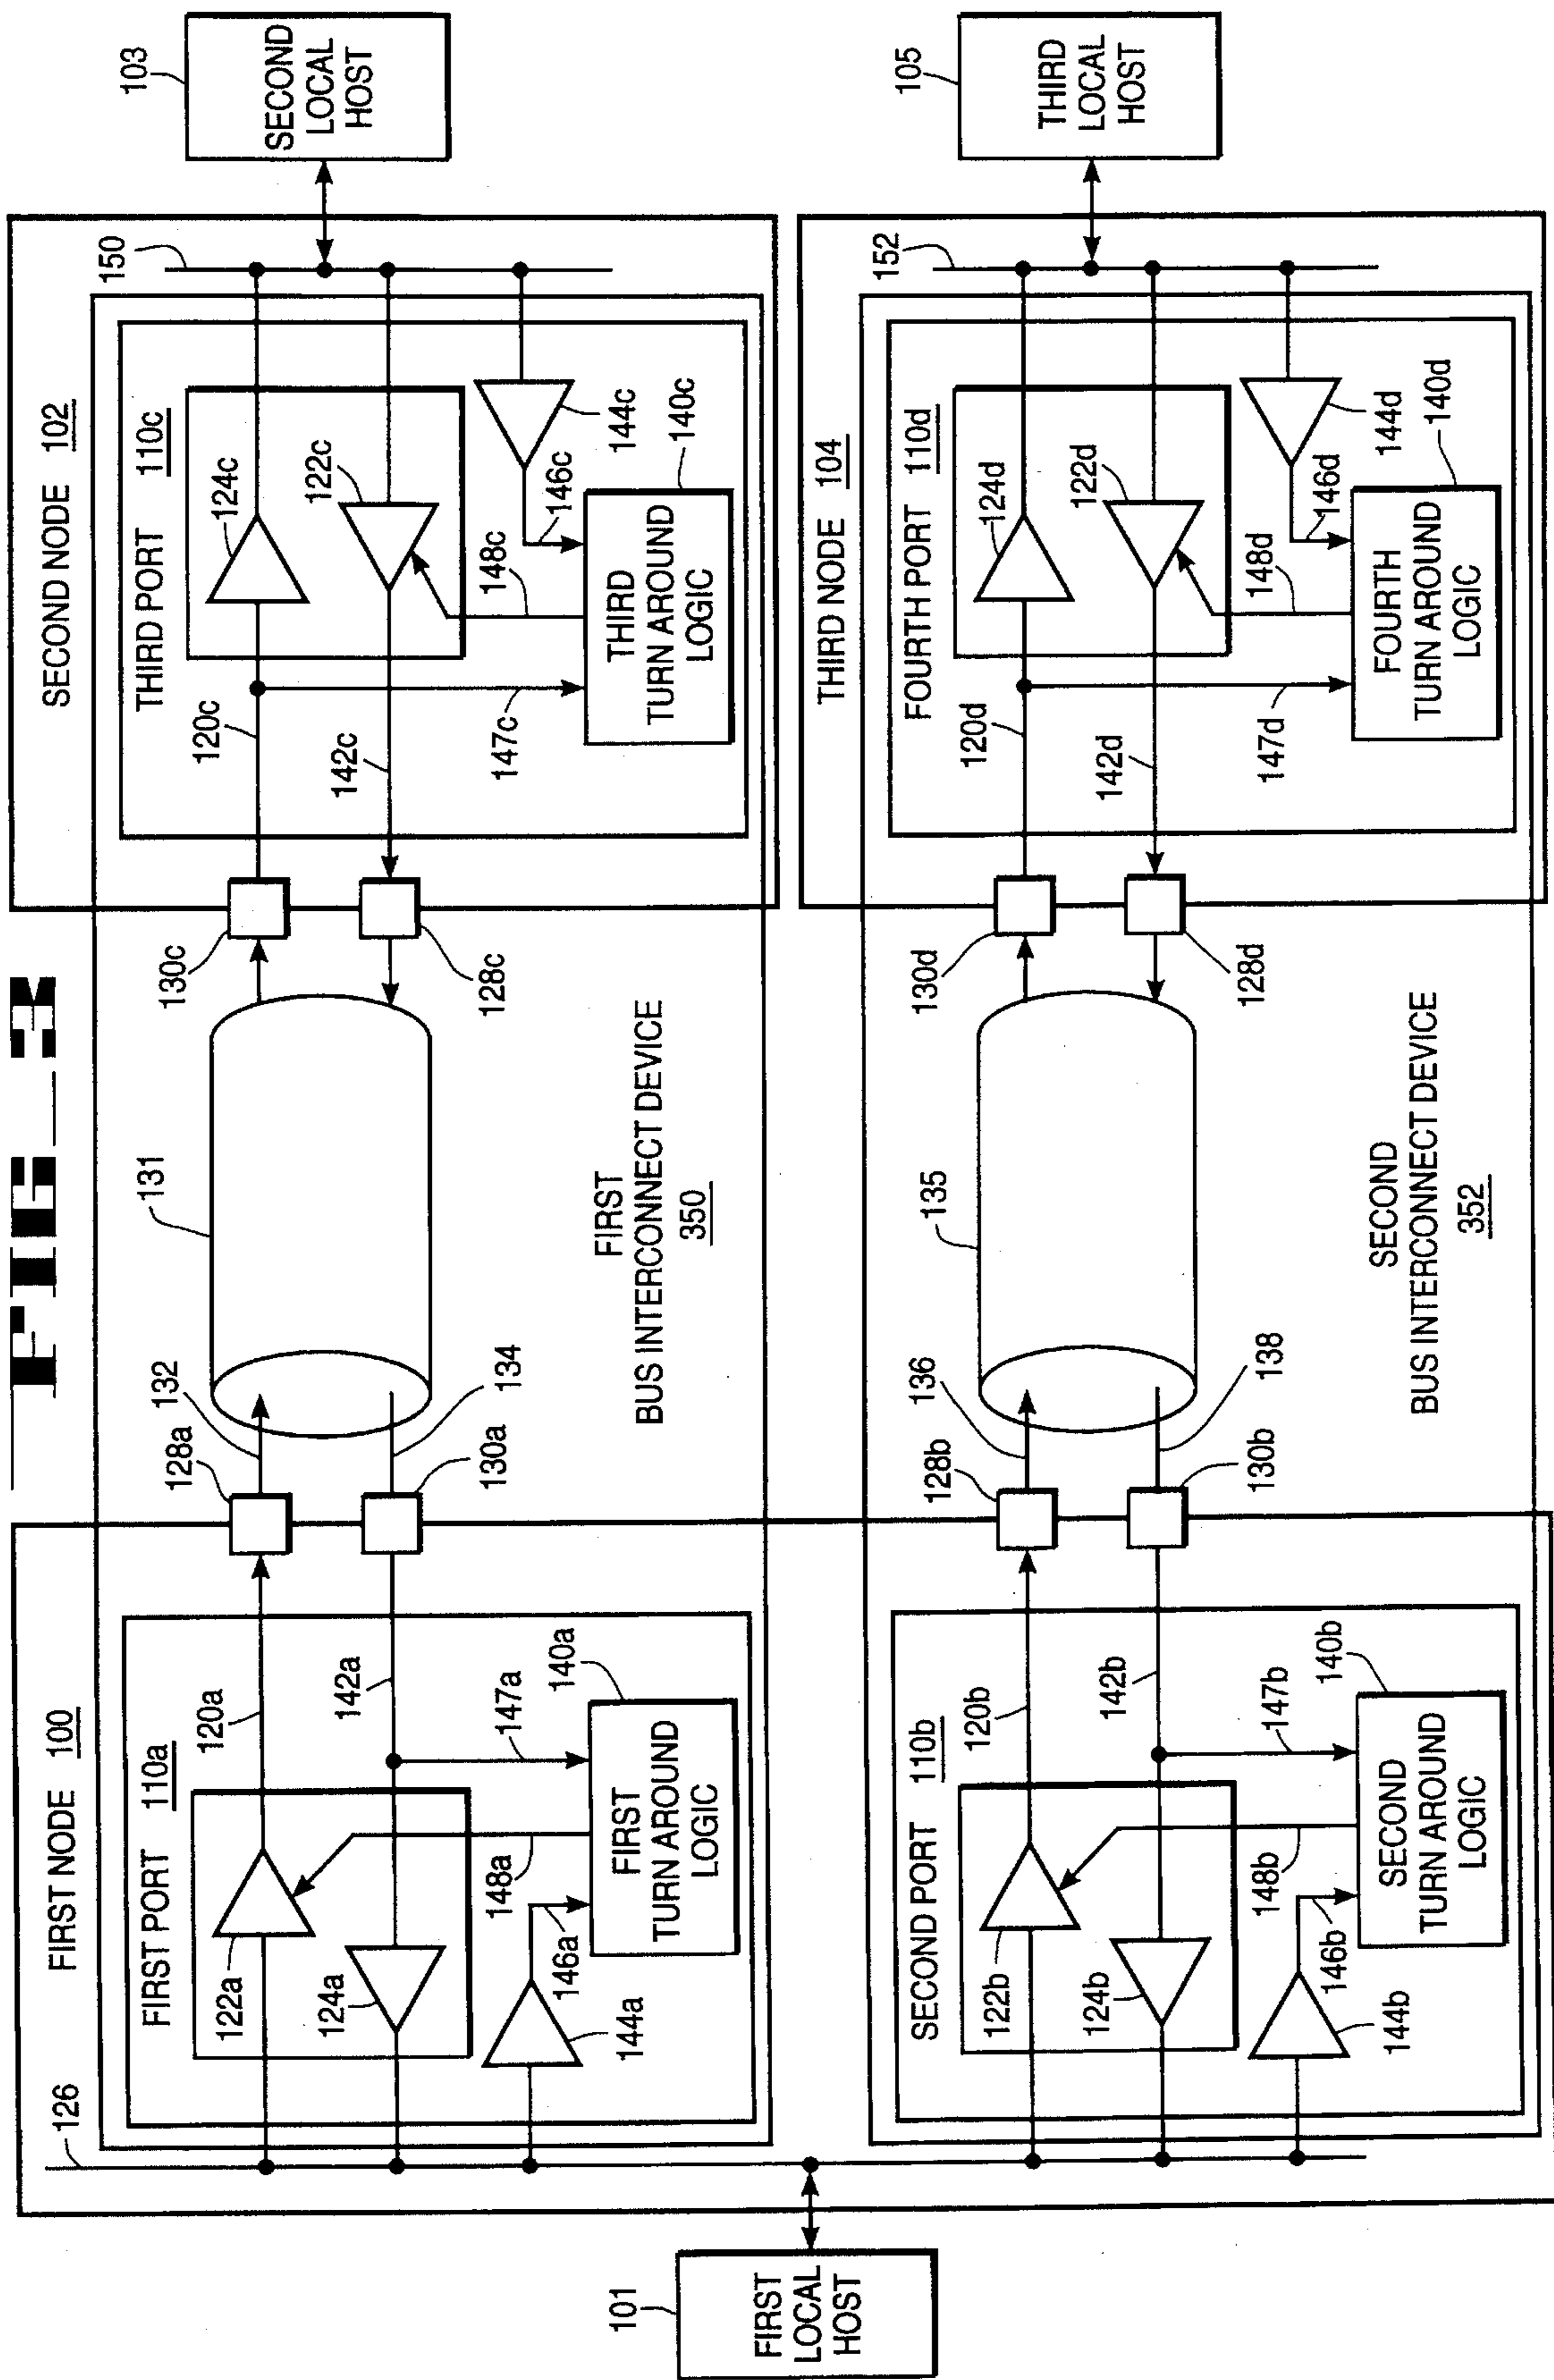 FIG_3
FIRST NODE 100
126
FIRST PORT 110a
122a
120a
124a
142a
144a
146a
148a
147a
140a
FIRST
TURN AROUND
LOGIC
128a
132
130a
134
131
FIRST
BUS INTERCONNECT DEVICE
350
SECOND NODE 102
THIRD PORT 110c
130c
120c
124c
150
128c
142c
122c
147c
148c
146c
144c
140c
THIRD
TURN AROUND
LOGIC
103
SECOND
LOCAL
HOST
101
FIRST
LOCAL
HOST
SECOND PORT 110b
122b
120b
124b
142b
144b
146b
148b
147b
140b
SECOND
TURN AROUND
LOGIC
128b
136
130b
138
135
SECOND
BUS INTERCONNECT DEVICE
352
THIRD NODE 104
FOURTH PORT 110d
130d
120d
124d
152
128d
142d
122d
147d
148d
146d
144d
140d
FOURTH
TURN AROUND
LOGIC
105
THIRD
LOCAL
HOST